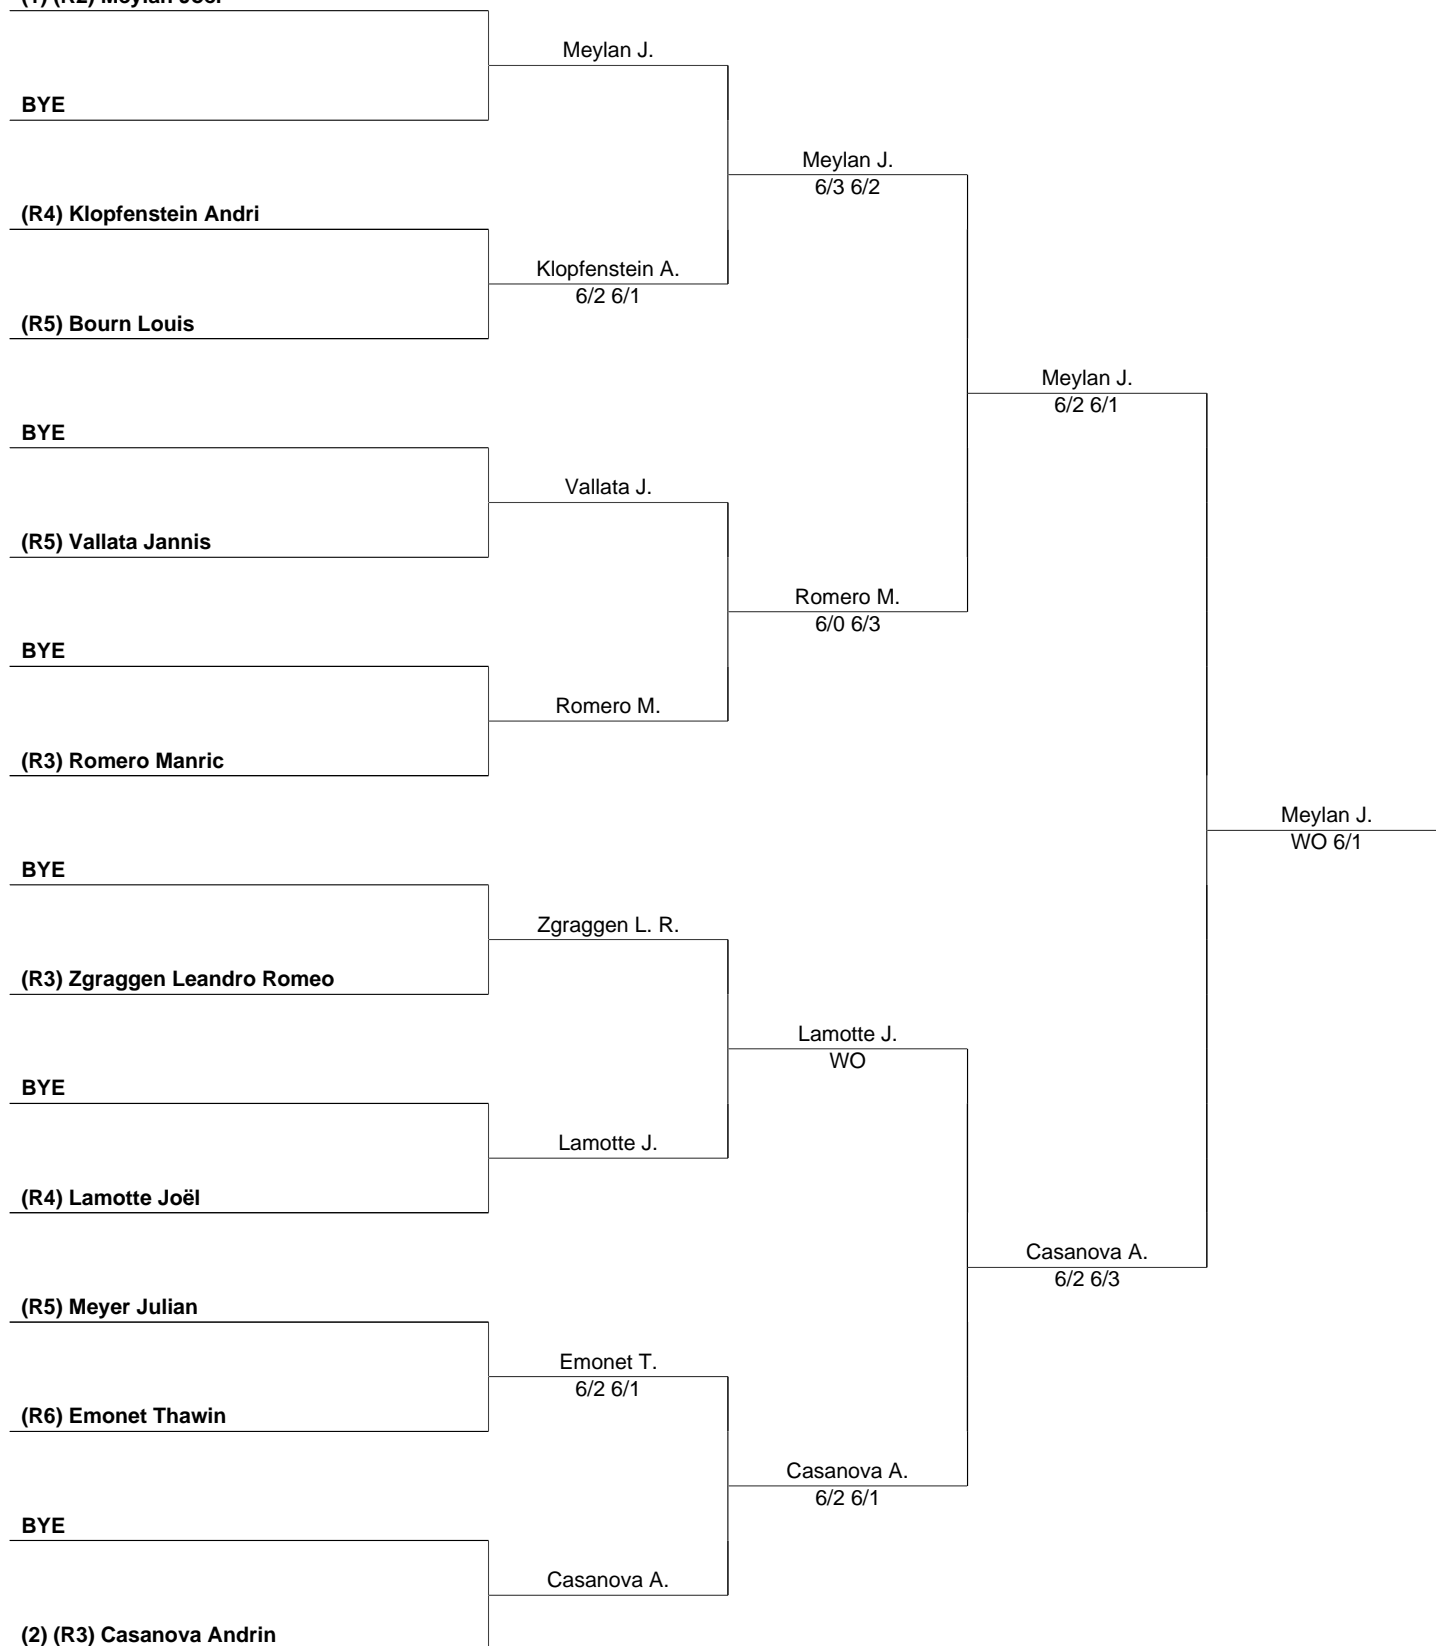 (1) (R2) Meylan Joel
Meylan J.
BYE
Meylan J.
6/3 6/2
(R4) Klopfenstein Andri
Klopfenstein A.
6/2 6/1
(R5) Bourn Louis
Meylan J.
6/2 6/1
BYE
Vallata J.
(R5) Vallata Jannis
Romero M.
6/0 6/3
BYE
Romero M.
(R3) Romero Manric
Meylan J.
WO 6/1
BYE
Zgraggen L. R.
(R3) Zgraggen Leandro Romeo
Lamotte J.
WO
BYE
Lamotte J.
(R4) Lamotte Joël
Casanova A.
6/2 6/3
(R5) Meyer Julian
Emonet T.
6/2 6/1
(R6) Emonet Thawin
Casanova A.
6/2 6/1
BYE
Casanova A.
(2) (R3) Casanova Andrin